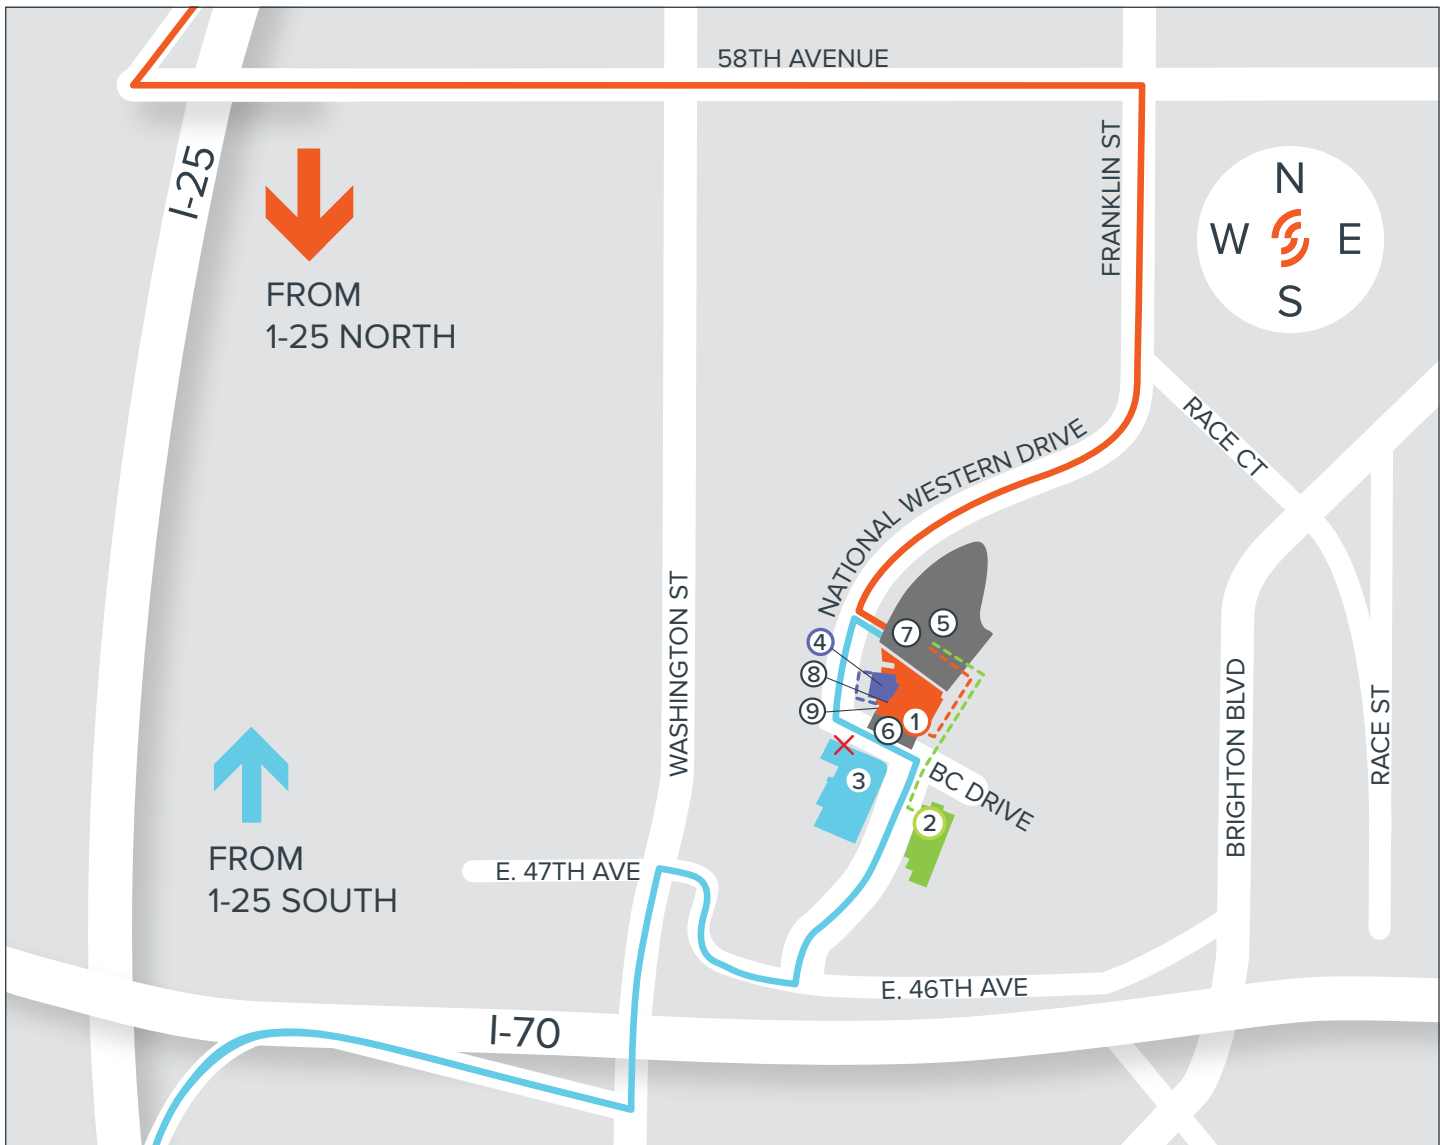 58TH AVENUE
I-25
FRANKLIN ST
N
W
E
S
FROM
1-25 NORTH
RACE CT
NATIONAL WESTERN DRIVE
WASHINGTON ST
5
7
4
8
9
1
6
3
2
BC DRIVE
BRIGHTON BLVD
RACE ST
FROM
1-25 SOUTH
E. 47TH AVE
E. 46TH AVE
I-70